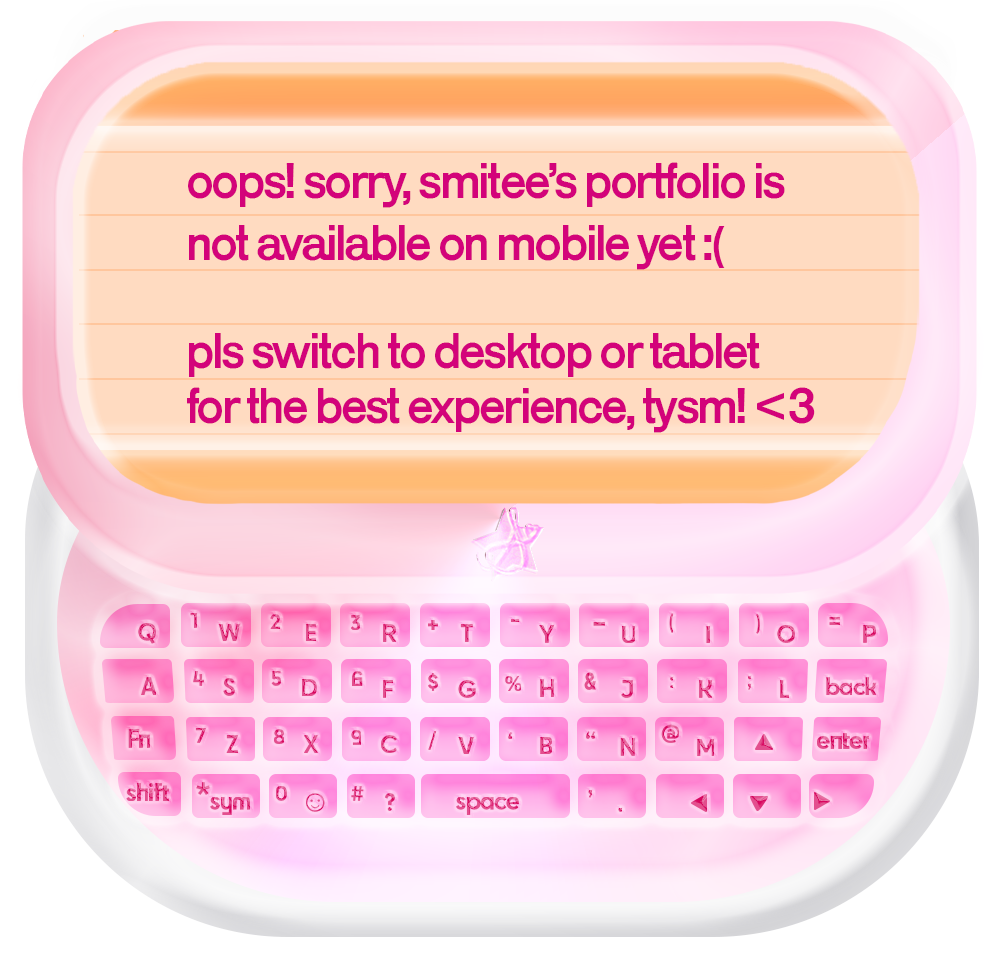 oops! sorry, smitee's portfolio is
not available on mobile yet :(
pls switch to desktop or tablet
for the best experience, tysm! <3
Q 1 W 2 E 3 R + T - Y – U ( I ) O = P
A 4 S 5 D 6 F $ G % H & J : K ; L back
Fn 7 Z 8 X 9 C / V ‘ B “ N @ M ▲ enter
shift * sym 0 ☺ # ? space ’ . ◀ ▼ ▶